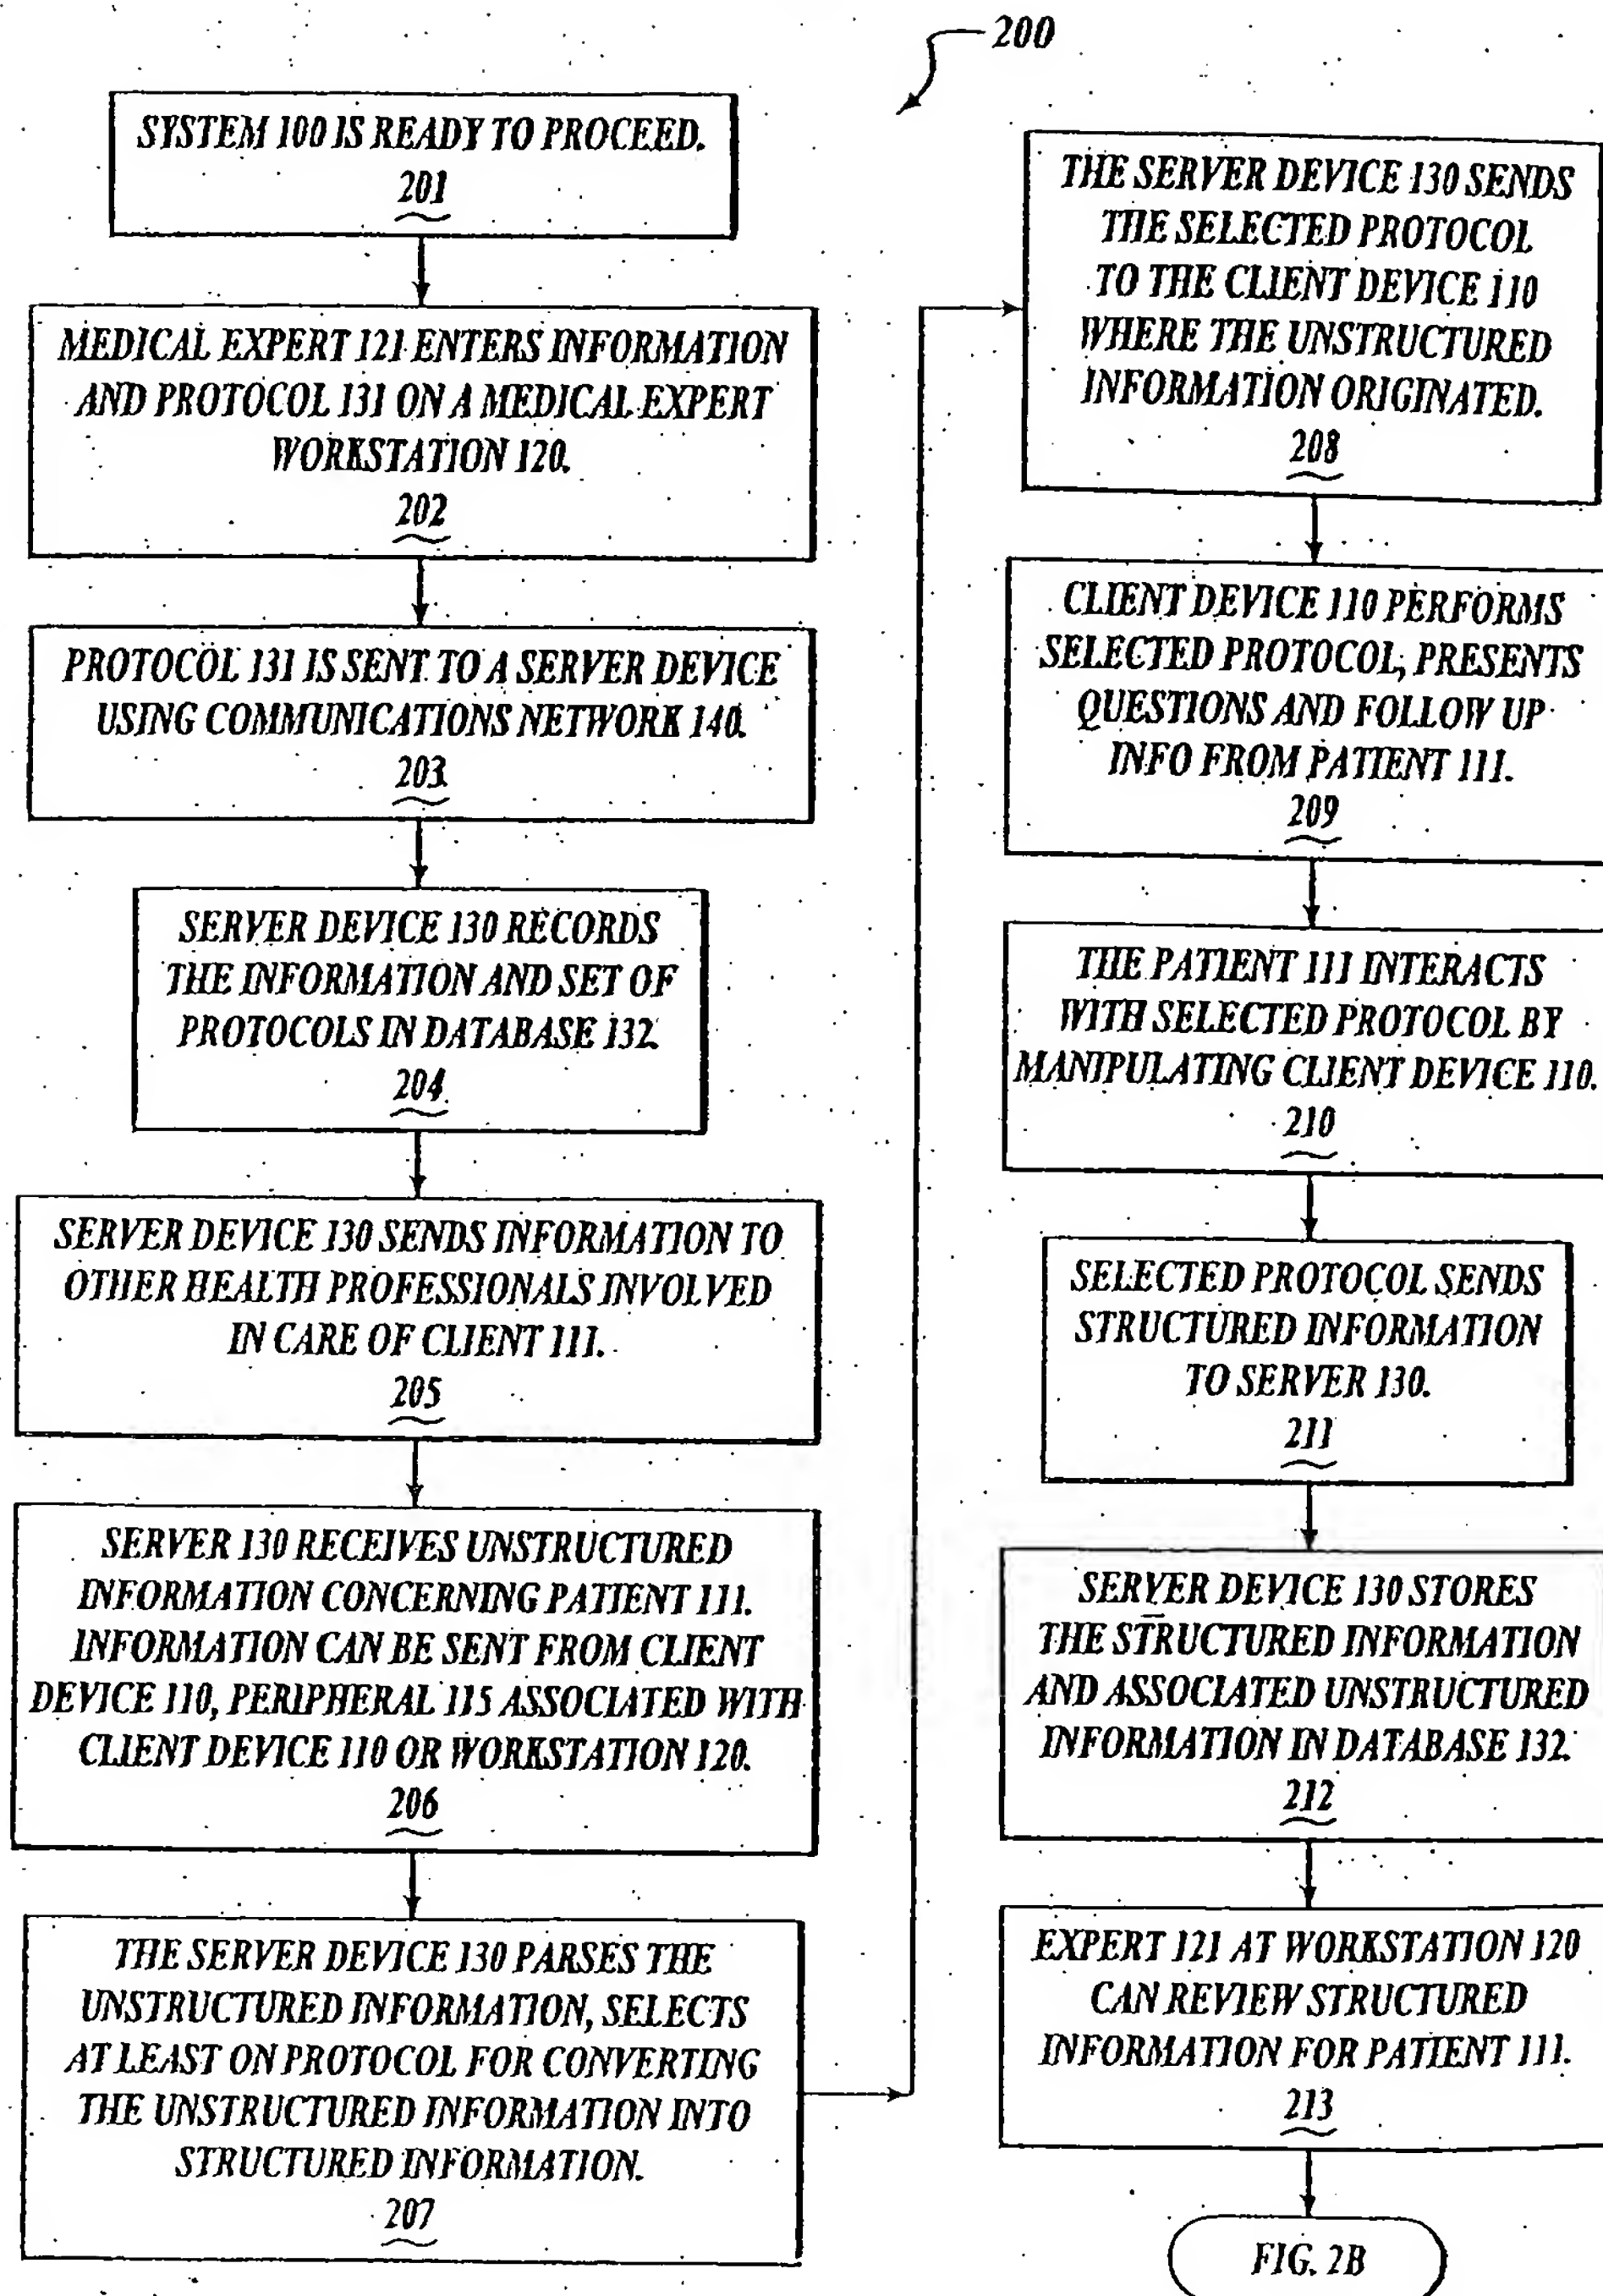 200
SYSTEM 100 IS READY TO PROCEED.
201
MEDICAL EXPERT 121 ENTERS INFORMATION
AND PROTOCOL 131 ON A MEDICAL EXPERT
WORKSTATION 120.
202
PROTOCOL 131 IS SENT TO A SERVER DEVICE
USING COMMUNICATIONS NETWORK 140.
203
SERVER DEVICE 130 RECORDS
THE INFORMATION AND SET OF
PROTOCOLS IN DATABASE 132.
204
SERVER DEVICE 130 SENDS INFORMATION TO
OTHER HEALTH PROFESSIONALS INVOLVED
IN CARE OF CLIENT 111.
205
SERVER 130 RECEIVES UNSTRUCTURED
INFORMATION CONCERNING PATIENT 111.
INFORMATION CAN BE SENT FROM CLIENT
DEVICE 110, PERIPHERAL 115 ASSOCIATED WITH
CLIENT DEVICE 110 OR WORKSTATION 120.
206
THE SERVER DEVICE 130 PARSES THE
UNSTRUCTURED INFORMATION, SELECTS
AT LEAST ON PROTOCOL FOR CONVERTING
THE UNSTRUCTURED INFORMATION INTO
STRUCTURED INFORMATION.
207
THE SERVER DEVICE 130 SENDS
THE SELECTED PROTOCOL
TO THE CLIENT DEVICE 110
WHERE THE UNSTRUCTURED
INFORMATION ORIGINATED.
208
CLIENT DEVICE 110 PERFORMS
SELECTED PROTOCOL, PRESENTS
QUESTIONS AND FOLLOW UP
INFO FROM PATIENT 111.
209
THE PATIENT 111 INTERACTS
WITH SELECTED PROTOCOL BY
MANIPULATING CLIENT DEVICE 110.
210
SELECTED PROTOCOL SENDS
STRUCTURED INFORMATION
TO SERVER 130.
211
SERVER DEVICE 130 STORES
THE STRUCTURED INFORMATION
AND ASSOCIATED UNSTRUCTURED
INFORMATION IN DATABASE 132.
212
EXPERT 121 AT WORKSTATION 120
CAN REVIEW STRUCTURED
INFORMATION FOR PATIENT 111.
213
FIG. 2B